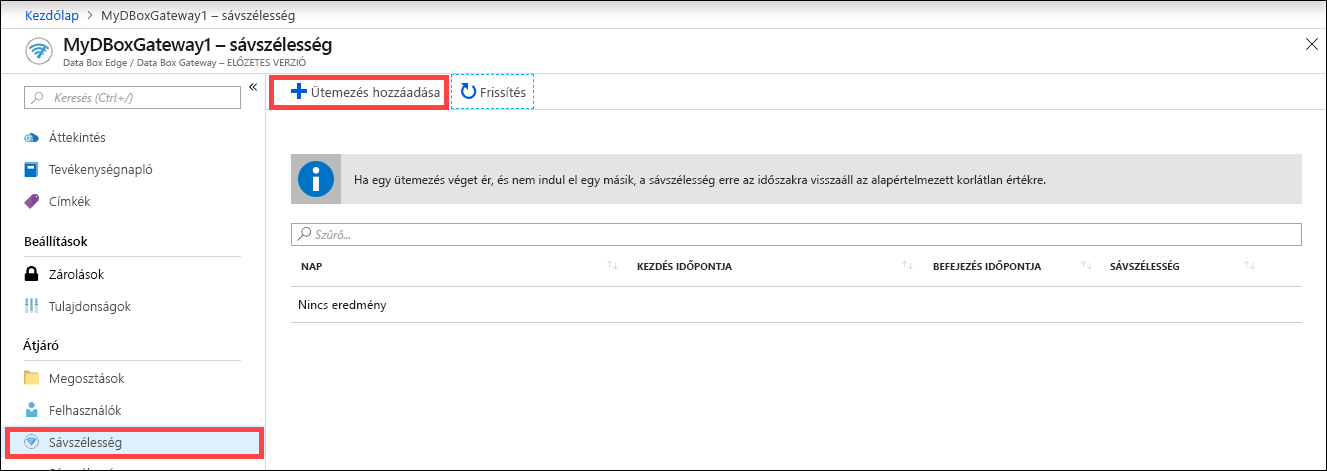 Kezdőlap > MyDBoxGateway1 – sávszélesség
MyDBoxGateway1 – sávszélesség
Data Box Edge / Data Box Gateway – ELŐZETES VERZIÓ
Keresés (Ctrl+/)
Áttekintés
Tevékenységnapló
Címkék
Beállítások
Zárolások
Tulajdonságok
Átjáró
Megosztások
Felhasználók
Sávszélesség
Ütemezés hozzáadása Frissítés
Ha egy ütemezés véget ér, és nem indul el egy másik, a sávszélesség erre az időszakra visszaáll az alapértelmezett korlátlan értékre.
Szűrő...
NAP KEZDÉS IDŐPONTJA BEFEJEZÉS IDŐPONTJA SÁVSZÉLESSÉG
Nincs eredmény